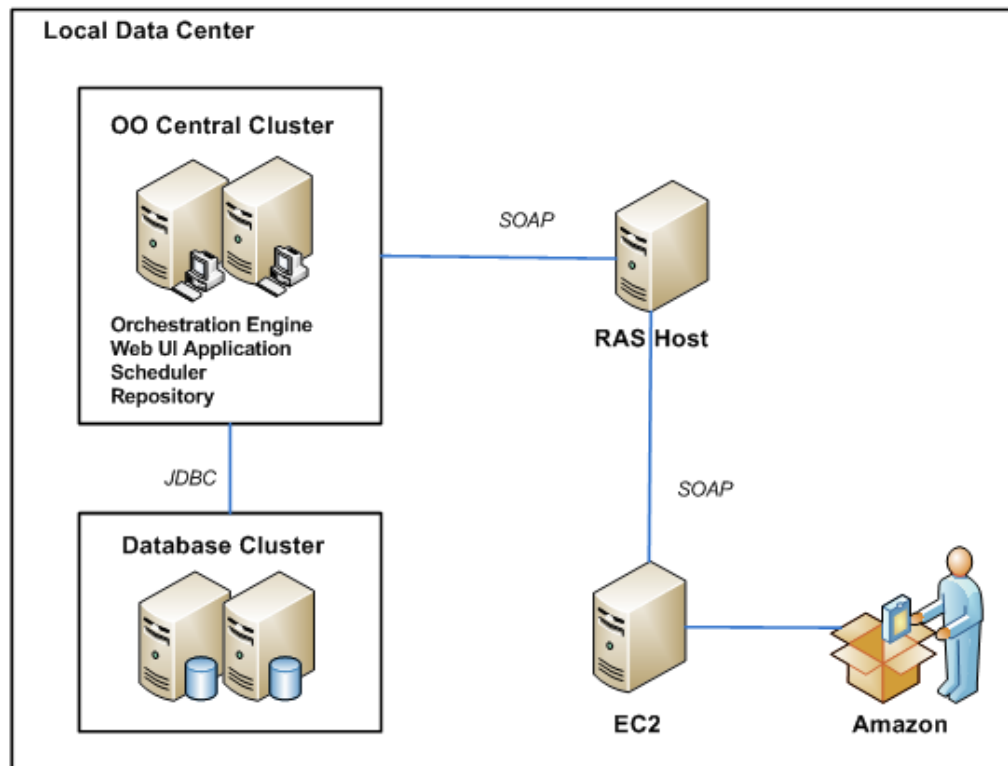 Local Data Center
OO Central Cluster
Orchestration Engine
Web UI Application
Scheduler
Repository
SOAP
RAS Host
JDBC
SOAP
Database Cluster
EC2
Amazon